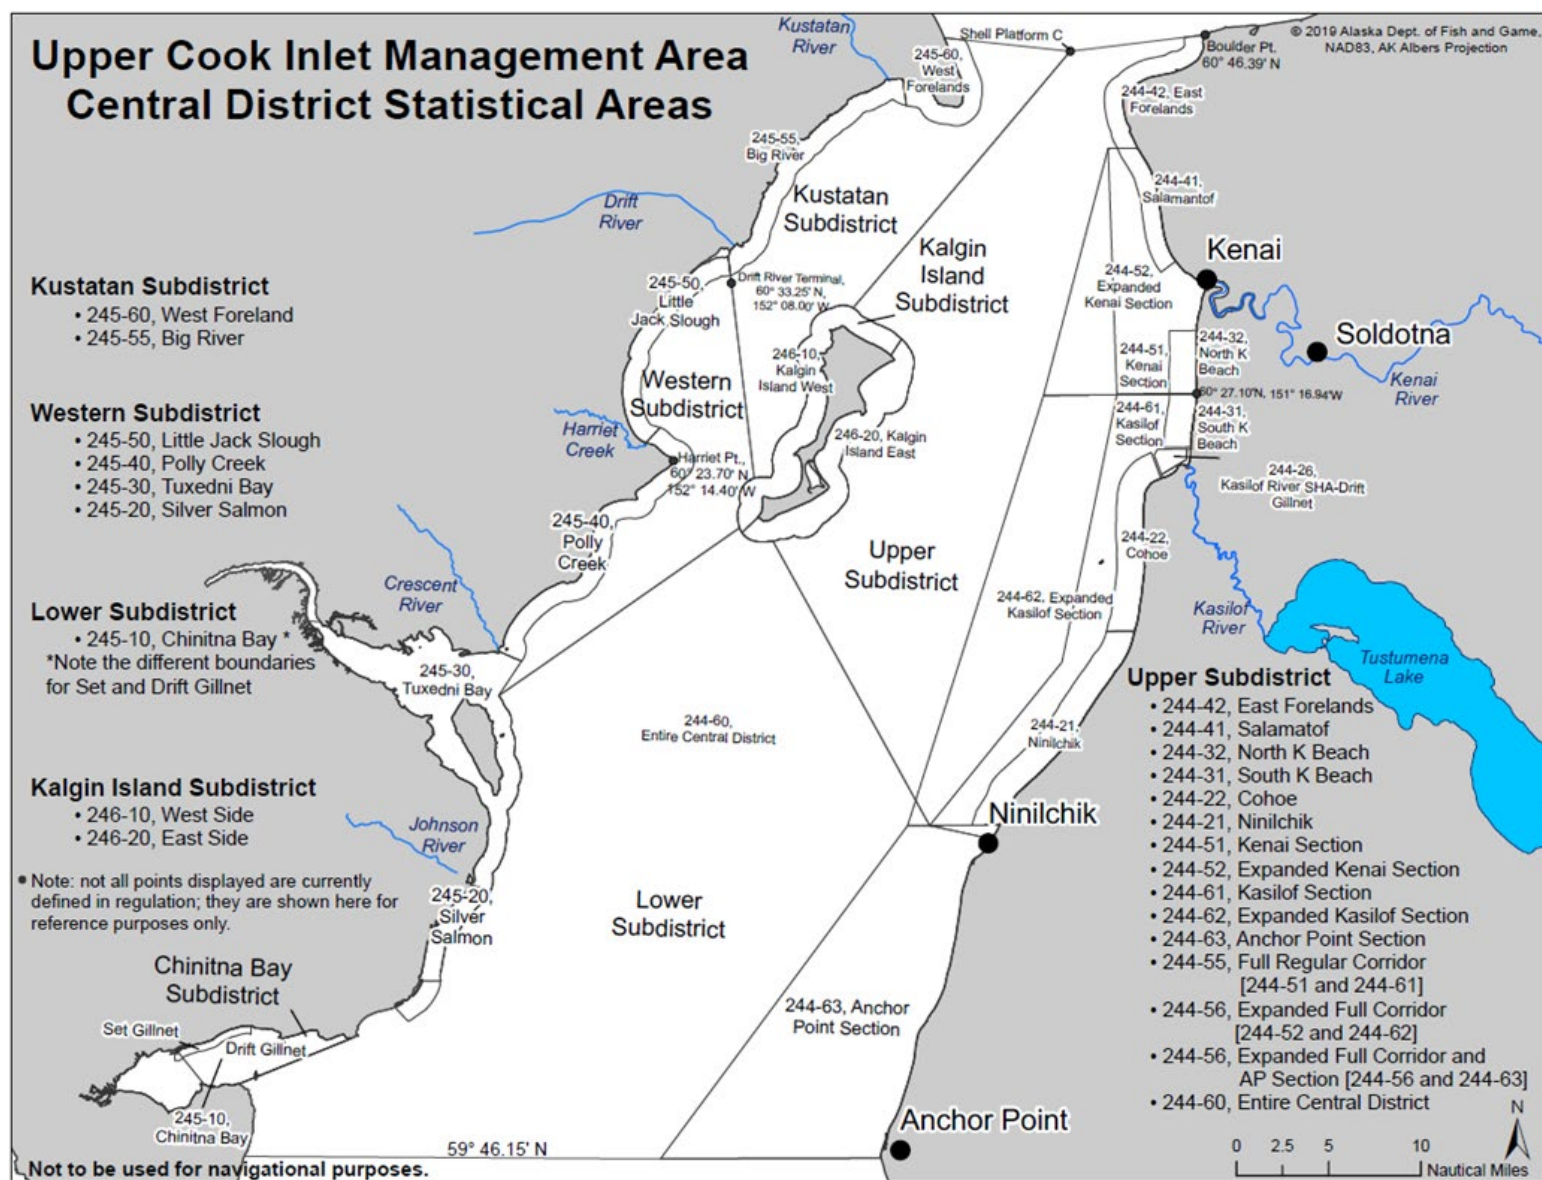 Upper Cook Inlet Management Area
Central District Statistical Areas
© 2019 Alaska Dept. of Fish and Game,
NAD83, AK Albers Projection
Kustatan
River
245-60,
West
Forelands
Shell Platform C
Boulder Pt.
60° 46.39' N
244-42, East
Forelands
245-55,
Big River
Kustatan
Subdistrict
244-41,
Salamantof
Drift
River
Kalgin
Island
Subdistrict
Kenai
245-50,
Little
Jack Slough
Drift River Terminal,
60° 33.25' N,
152° 08.00' W
244-52,
Expanded
Kenai Section
Soldotna
Kenai
River
244-51,
Kenai
Section
244-32,
North K
Beach
246-10,
Kalgin
Island West
Western
Subdistrict
60° 27.10'N, 151° 16.94'W
244-61,
Kasilof
Section
244-31,
South K
Beach
Harriet
Creek
246-20, Kalgin
Island East
Harriet Pt.,
60° 23.70' N
152° 14.40' W
244-26,
Kasilof River SHA-Drift
Gillnet
245-40,
Polly
Creek
244-22,
Cohoe
Upper
Subdistrict
Crescent
River
244-62, Expanded
Kasilof Section
Kasilof
River
Tustumena
Lake
245-30,
Tuxedni Bay
244-60,
Entire Central District
244-21,
Ninilchik
Ninilchik
Johnson
River
245-20,
Silver
Salmon
Lower
Subdistrict
Chinitna Bay
Subdistrict
Set Gillnet
Drift Gillnet
245-10,
Chinitna Bay
244-63, Anchor
Point Section
Anchor Point
59° 46.15' N
Kustatan Subdistrict
• 245-60, West Foreland
• 245-55, Big River
Western Subdistrict
• 245-50, Little Jack Slough
• 245-40, Polly Creek
• 245-30, Tuxedni Bay
• 245-20, Silver Salmon
Lower Subdistrict
• 245-10, Chinitna Bay *
*Note the different boundaries
for Set and Drift Gillnet
Kalgin Island Subdistrict
• 246-10, West Side
• 246-20, East Side
Note: not all points displayed are currently
defined in regulation; they are shown here for
reference purposes only.
Upper Subdistrict
• 244-42, East Forelands
• 244-41, Salamatof
• 244-32, North K Beach
• 244-31, South K Beach
• 244-22, Cohoe
• 244-21, Ninilchik
• 244-51, Kenai Section
• 244-52, Expanded Kenai Section
• 244-61, Kasilof Section
• 244-62, Expanded Kasilof Section
• 244-63, Anchor Point Section
• 244-55, Full Regular Corridor
[244-51 and 244-61]
• 244-56, Expanded Full Corridor
[244-52 and 244-62]
• 244-56, Expanded Full Corridor and
AP Section [244-56 and 244-63]
• 244-60, Entire Central District
N
0 2.5 5 10
Nautical Miles
Not to be used for navigational purposes.